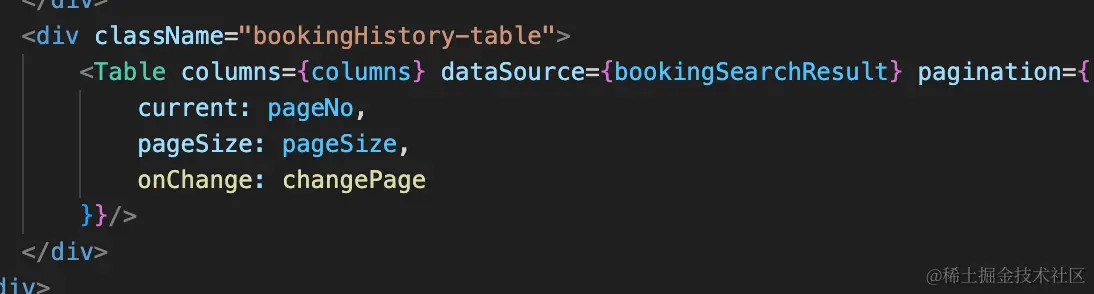 </div>
<div className="bookingHistory-table">
    <Table columns={columns} dataSource={bookingSearchResult} pagination={
        current: pageNo,
        pageSize: pageSize,
        onChange: changePage
    }}/>
</div>
div>
@稀土掘金技术社区